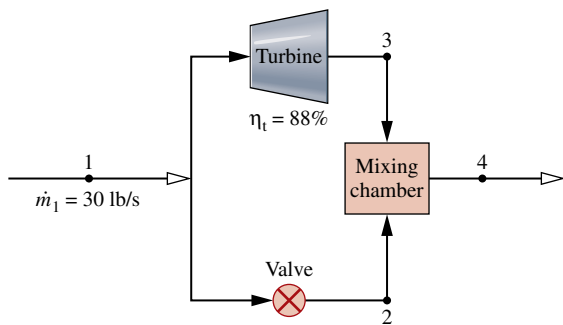 3
Turbine
ηt = 88%
1
Mixing
chamber
4
ṁ1 = 30 lb/s
Valve
2